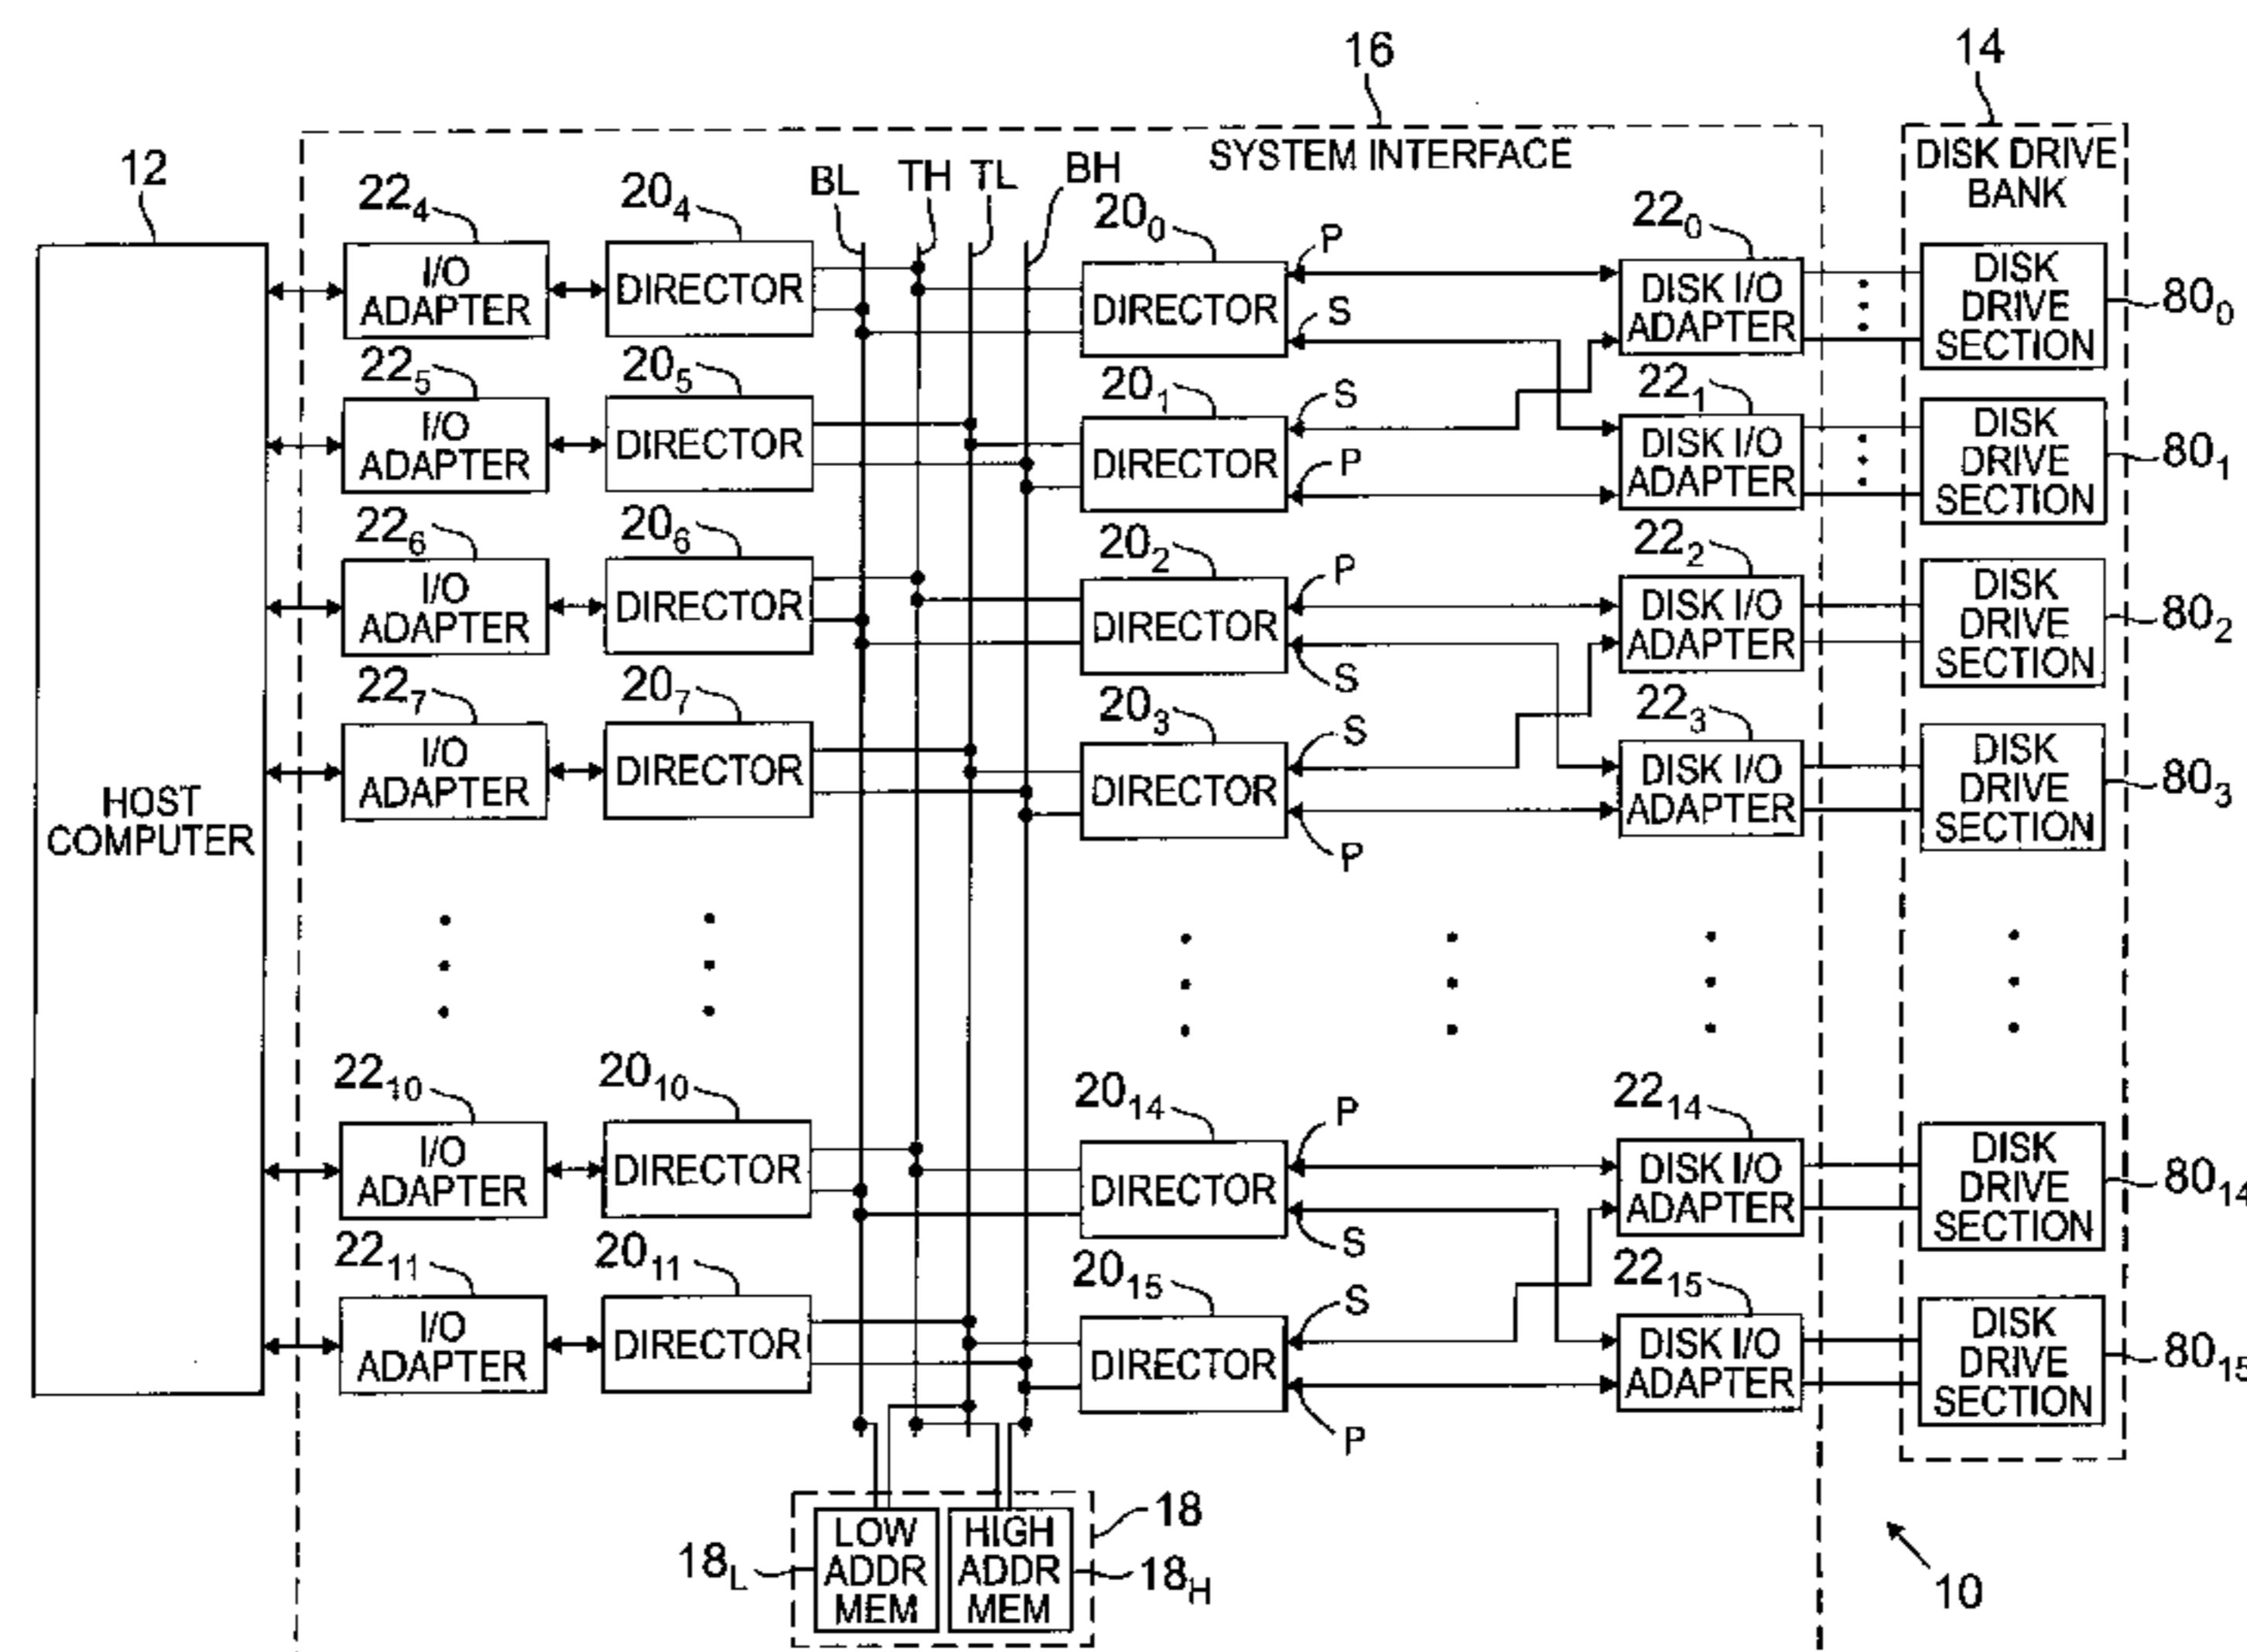 16
14
SYSTEM INTERFACE
DISK DRIVE
BANK
12
22₄
20₄
BL
TH
TL
BH
20₀
P
S
22₀
HOST
COMPUTER
I/O
ADAPTER
DIRECTOR
DIRECTOR
DISK I/O
ADAPTER
DISK
DRIVE
SECTION
80₀
22₅
20₅
20₁
S
P
22₁
I/O
ADAPTER
DIRECTOR
DIRECTOR
DISK I/O
ADAPTER
DISK
DRIVE
SECTION
80₁
22₆
20₆
20₂
P
S
22₂
I/O
ADAPTER
DIRECTOR
DIRECTOR
DISK I/O
ADAPTER
DISK
DRIVE
SECTION
80₂
22₇
20₇
20₃
S
P
22₃
I/O
ADAPTER
DIRECTOR
DIRECTOR
DISK I/O
ADAPTER
DISK
DRIVE
SECTION
80₃
22₁₀
20₁₀
20₁₄
P
S
22₁₄
I/O
ADAPTER
DIRECTOR
DIRECTOR
DISK I/O
ADAPTER
DISK
DRIVE
SECTION
80₁₄
22₁₁
20₁₁
20₁₅
S
P
22₁₅
I/O
ADAPTER
DIRECTOR
DIRECTOR
DISK I/O
ADAPTER
DISK
DRIVE
SECTION
80₁₅
18
18L
LOW
ADDR
MEM
HIGH
ADDR
MEM
18H
10